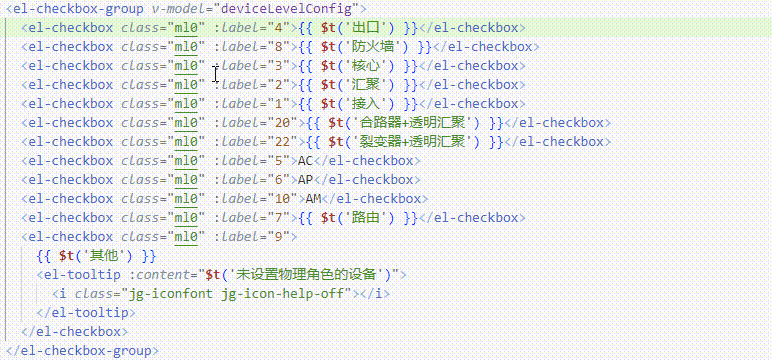 <el-checkbox-group v-model="deviceLevelConfig">
<el-checkbox class="ml0" :label="4">{{ $t('出口') }}</el-checkbox>
<el-checkbox class="ml0" :label="8">{{ $t('防火墙') }}</el-checkbox>
<el-checkbox class="ml0" :label="3">{{ $t('核心') }}</el-checkbox>
<el-checkbox class="ml0" :label="2">{{ $t('汇聚') }}</el-checkbox>
<el-checkbox class="ml0" :label="1">{{ $t('接入') }}</el-checkbox>
<el-checkbox class="ml0" :label="20">{{ $t('合路器+透明汇聚') }}</el-checkbox>
<el-checkbox class="ml0" :label="22">{{ $t('裂变器+透明汇聚') }}</el-checkbox>
<el-checkbox class="ml0" :label="5">AC</el-checkbox>
<el-checkbox class="ml0" :label="6">AP</el-checkbox>
<el-checkbox class="ml0" :label="10">AM</el-checkbox>
<el-checkbox class="ml0" :label="7">{{ $t('路由') }}</el-checkbox>
<el-checkbox class="ml0" :label="9">
{{ $t('其他') }}
<el-tooltip :content="$t('未设置物理角色的设备')">
<i class="jg-iconfont jg-icon-help-off"></i>
</el-tooltip>
</el-checkbox>
</el-checkbox-group>